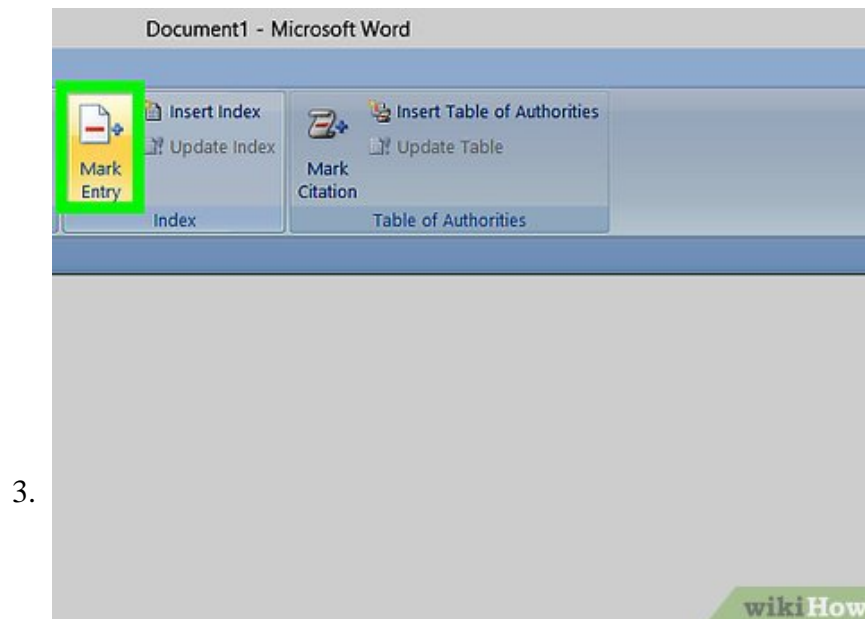 Document1 - Microsoft Word
Insert Index
Update Index
Mark
Entry
Index
Insert Table of Authorities
Update Table
Mark
Citation
Table of Authorities
3.
wikiHow